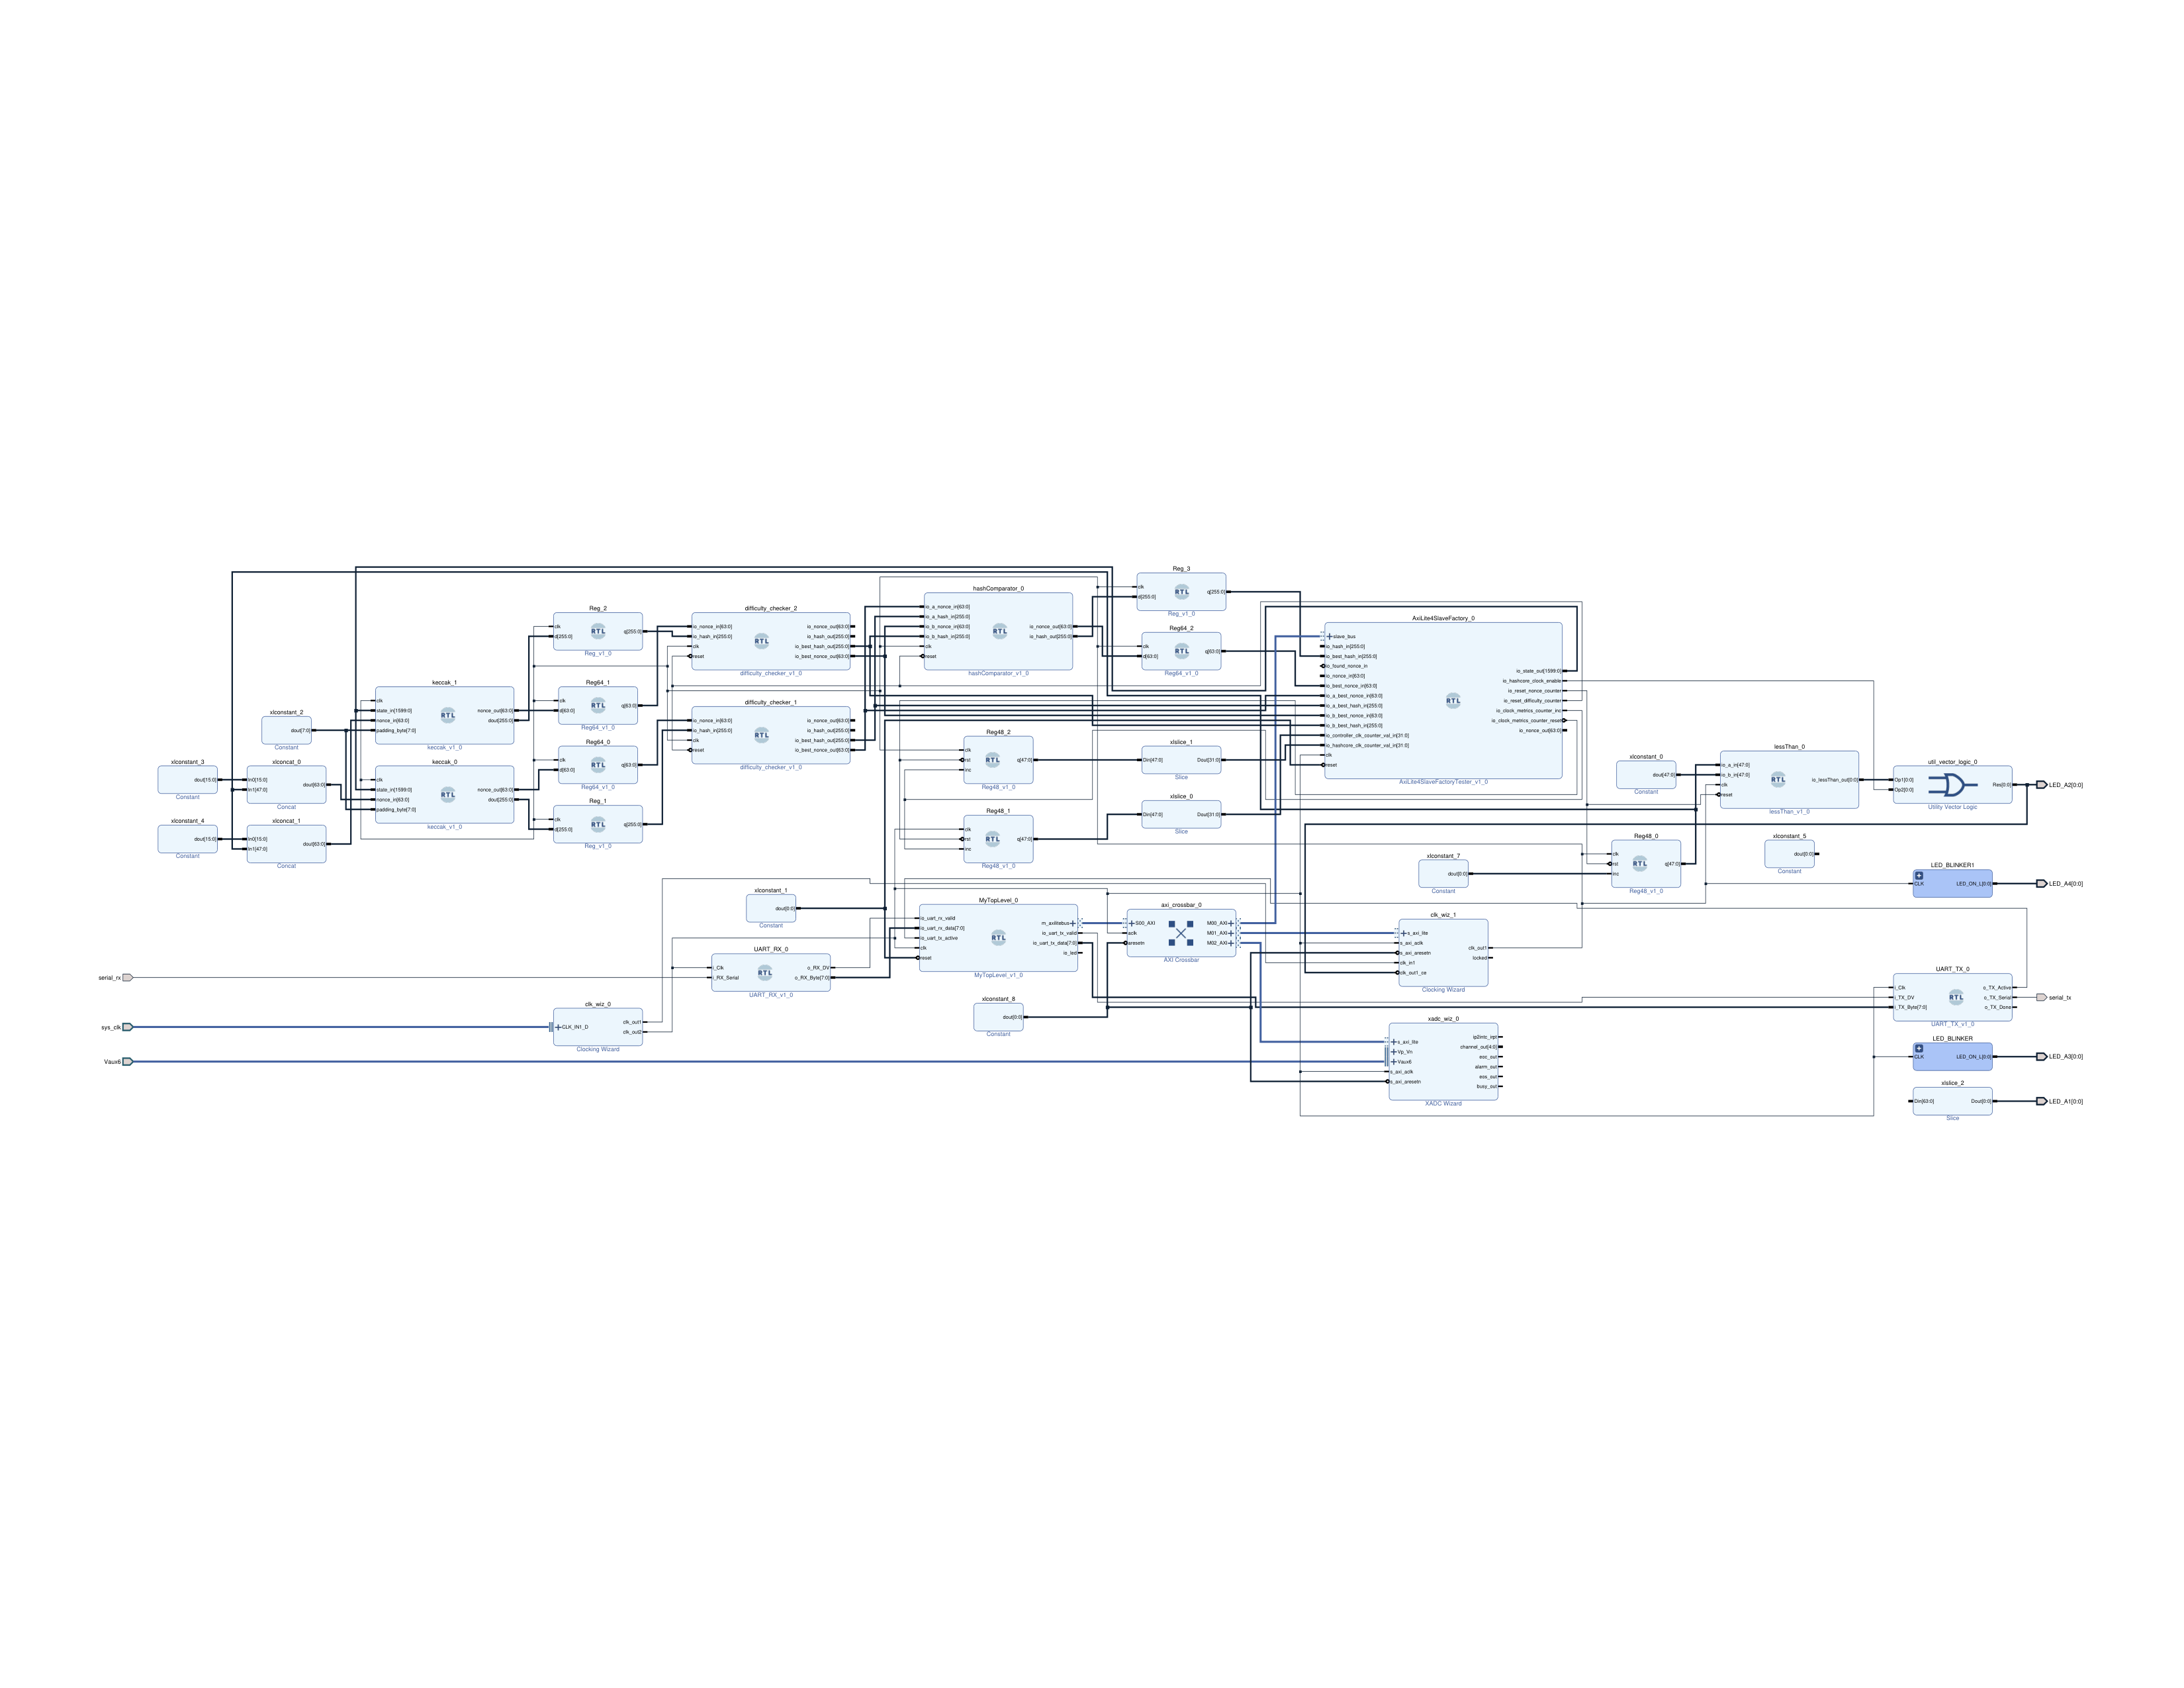 Reg_3
clk
d[255:0]
RTL
q[255:0]
Reg_v1_0
hashComparator_0
io_a_nonce_in[63:0]
io_a_hash_in[255:0]
io_b_nonce_in[63:0]
io_b_hash_in[255:0]
clk
reset
RTL
io_nonce_out[63:0]
io_hash_out[255:0]
hashComparator_v1_0
Reg_2
clk
d[255:0]
RTL
q[255:0]
Reg_v1_0
difficulty_checker_2
io_nonce_in[63:0]
io_hash_in[255:0]
clk
reset
RTL
io_nonce_out[63:0]
io_hash_out[255:0]
io_best_hash_out[255:0]
io_best_nonce_out[63:0]
difficulty_checker_v1_0
Reg64_2
clk
d[63:0]
RTL
q[63:0]
Reg64_v1_0
AxiLite4SlaveFactory_0
slave_bus
io_hash_in[255:0]
io_best_hash_in[255:0]
io_found_nonce_in
io_nonce_in[63:0]
io_best_nonce_in[63:0]
io_a_best_nonce_in[63:0]
io_a_best_hash_in[255:0]
io_b_best_nonce_in[63:0]
io_b_best_hash_in[255:0]
io_controller_clk_counter_val_in[31:0]
io_hashcore_clk_counter_val_in[31:0]
clk
reset
RTL
io_state_out[1599:0]
io_hashcore_clock_enable
io_reset_nonce_counter
io_reset_difficulty_counter
io_clock_metrics_counter_inc
io_clock_metrics_counter_reset
io_nonce_out[63:0]
AxiLite4SlaveFactoryTester_v1_0
keccak_1
clk
state_in[1599:0]
nonce_in[63:0]
padding_byte[7:0]
RTL
nonce_out[63:0]
dout[255:0]
keccak_v1_0
Reg64_1
clk
d[63:0]
RTL
q[63:0]
Reg64_v1_0
difficulty_checker_1
io_nonce_in[63:0]
io_hash_in[255:0]
clk
reset
RTL
io_nonce_out[63:0]
io_hash_out[255:0]
io_best_hash_out[255:0]
io_best_nonce_out[63:0]
difficulty_checker_v1_0
xlconstant_2
dout[7:0]
Constant
Reg48_2
clk
rst
inc
RTL
q[47:0]
Reg48_v1_0
xlslice_1
Din[47:0]
Dout[31:0]
Slice
Reg64_0
clk
d[63:0]
RTL
q[63:0]
Reg64_v1_0
xlconstant_3
dout[15:0]
Constant
xlconcat_0
In0[15:0]
In1[47:0]
dout[63:0]
Concat
keccak_0
clk
state_in[1599:0]
nonce_in[63:0]
padding_byte[7:0]
RTL
nonce_out[63:0]
dout[255:0]
keccak_v1_0
xlconstant_0
dout[47:0]
Constant
lessThan_0
io_a_in[47:0]
io_b_in[47:0]
clk
reset
RTL
io_lessThan_out[0:0]
lessThan_v1_0
util_vector_logic_0
Op1[0:0]
Op2[0:0]
Res[0:0]
Utility Vector Logic
LED_A2[0:0]
Reg_1
clk
d[255:0]
RTL
q[255:0]
Reg_v1_0
xlslice_0
Din[47:0]
Dout[31:0]
Slice
Reg48_1
clk
rst
inc
RTL
q[47:0]
Reg48_v1_0
xlconstant_4
dout[15:0]
Constant
xlconcat_1
In0[15:0]
In1[47:0]
dout[63:0]
Concat
xlconstant_7
dout[0:0]
Constant
Reg48_0
clk
rst
inc
RTL
q[47:0]
Reg48_v1_0
xlconstant_5
dout[0:0]
Constant
LED_BLINKER1
CLK
LED_ON_L[0:0]
LED_A4[0:0]
xlconstant_1
dout[0:0]
Constant
MyTopLevel_0
io_uart_rx_valid
io_uart_rx_data[7:0]
io_uart_tx_active
clk
reset
RTL
m_axilitebus
io_uart_tx_valid
io_uart_tx_data[7:0]
io_led
MyTopLevel_v1_0
axi_crossbar_0
S00_AXI
aclk
aresetn
M00_AXI
M01_AXI
M02_AXI
AXI Crossbar
clk_wiz_1
s_axi_lite
s_axi_aclk
s_axi_aresetn
clk_in1
clk_out1_ce
clk_out1
locked
Clocking Wizard
UART_RX_0
i_Clk
i_RX_Serial
RTL
o_RX_DV
o_RX_Byte[7:0]
UART_RX_v1_0
serial_rx
UART_TX_0
i_Clk
i_TX_DV
i_TX_Byte[7:0]
RTL
o_TX_Active
o_TX_Serial
o_TX_Done
UART_TX_v1_0
serial_tx
xlconstant_8
dout[0:0]
Constant
sys_clk
clk_wiz_0
CLK_IN1_D
clk_out1
clk_out2
Clocking Wizard
Vaux6
xadc_wiz_0
s_axi_lite
Vp_Vn
Vaux6
s_axi_aclk
s_axi_aresetn
ip2intc_irpt
channel_out[4:0]
eoc_out
alarm_out
eos_out
busy_out
XADC Wizard
LED_BLINKER
CLK
LED_ON_L[0:0]
LED_A3[0:0]
xlslice_2
Din[63:0]
Dout[0:0]
Slice
LED_A1[0:0]